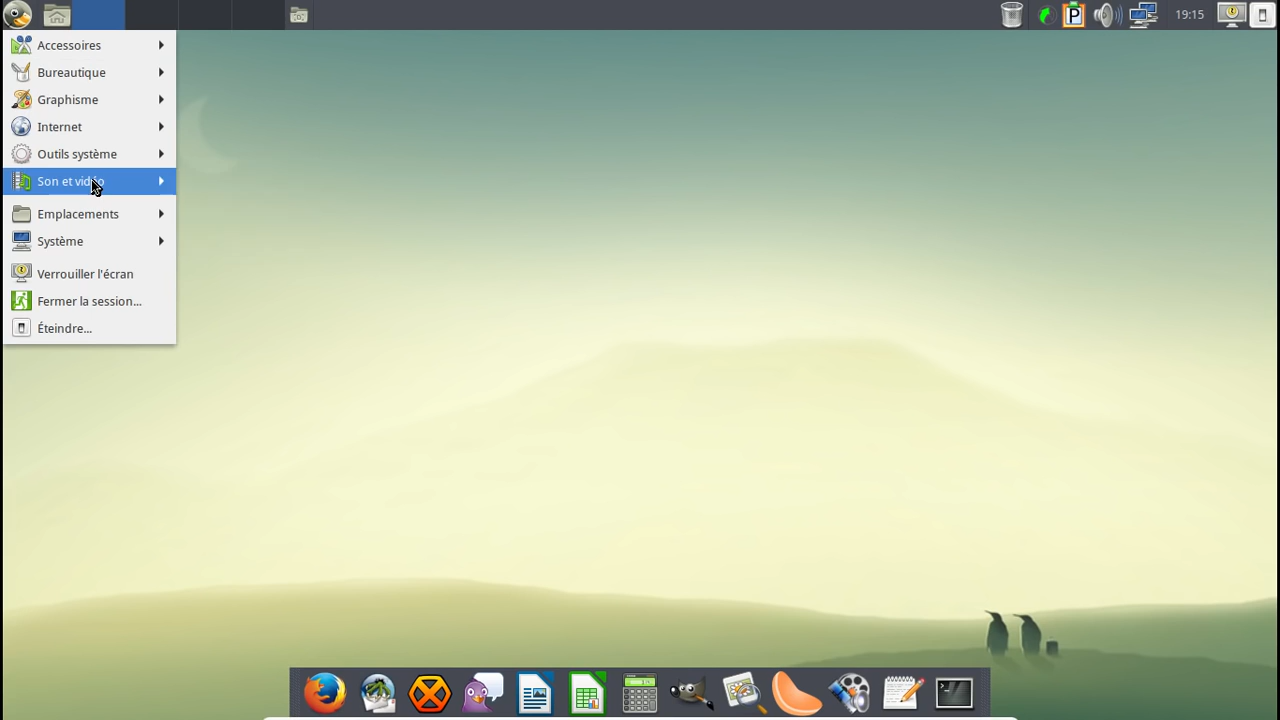 19:15
Accessoires
Bureautique
Graphisme
Internet
Outils système
Son et vidéo
Emplacements
Système
Verrouiller l'écran
Fermer la session...
Éteindre...